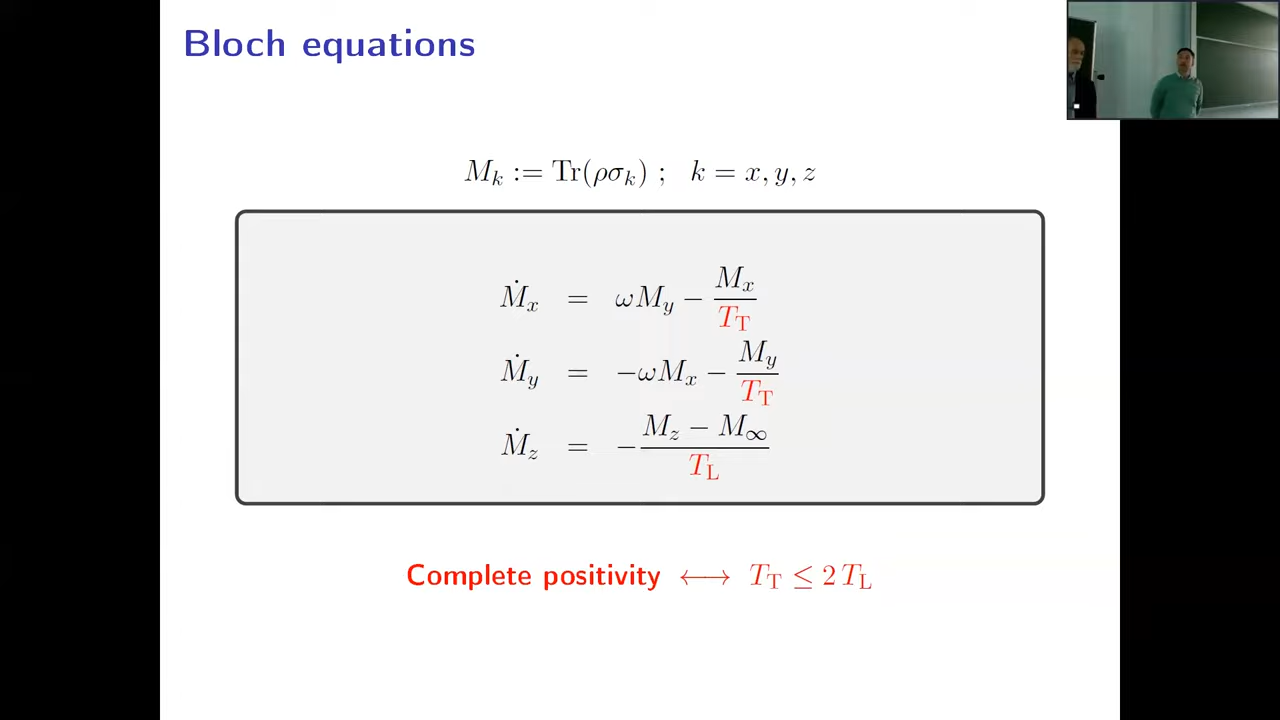 Bloch equations
M_k := Tr(ρσ_k) ; k = x, y, z
Ṁ_x = ωM_y − M_x/T_T
Ṁ_y = −ωM_x − M_y/T_T
Ṁ_z = −(M_z − M_∞)/T_L
Complete positivity ⟷ T_T ≤ 2 T_L